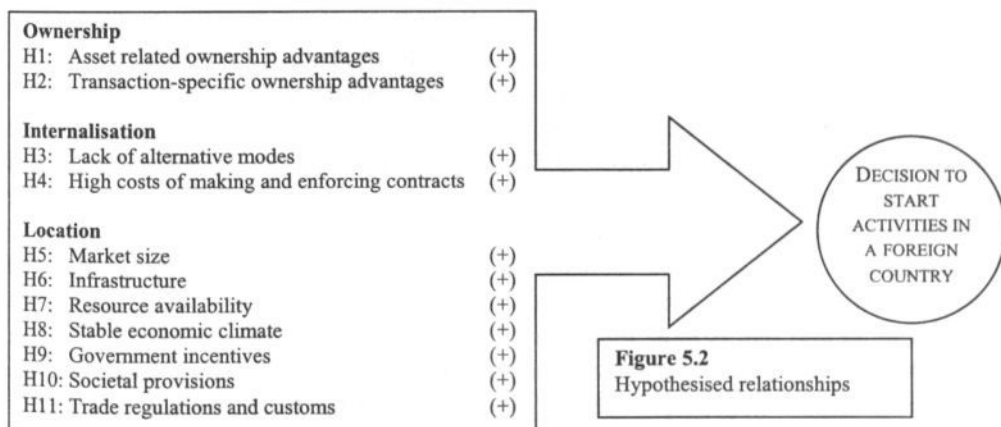 Ownership
H1: Asset related ownership advantages (+)
H2: Transaction-specific ownership advantages (+)
Internalisation
H3: Lack of alternative modes (+)
H4: High costs of making and enforcing contracts (+)
Location
H5: Market size (+)
H6: Infrastructure (+)
H7: Resource availability (+)
H8: Stable economic climate (+)
H9: Government incentives (+)
H10: Societal provisions (+)
H11: Trade regulations and customs (+)
DECISION TO
START
ACTIVITIES IN
A FOREIGN
COUNTRY
Figure 5.2
Hypothesised relationships